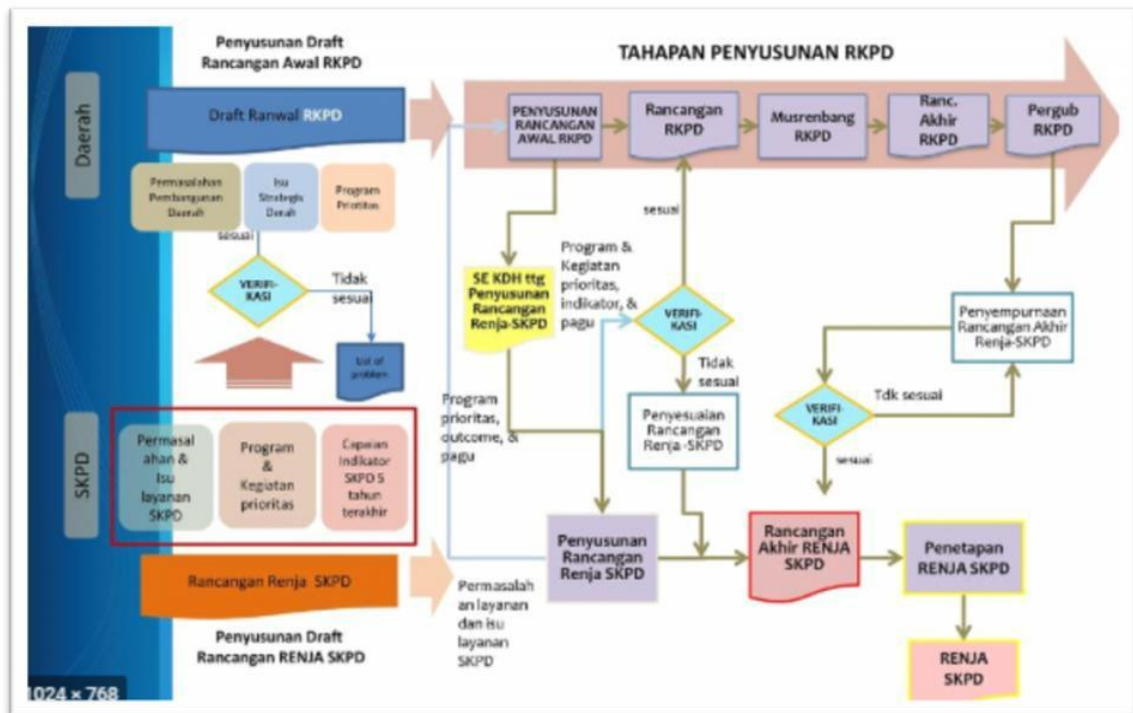 Penyusunan Draft
Rancangan Awal RKPD
TAHAPAN PENYUSUNAN RKPD
Daerah
Draft Ranwal RKPD
PENYUSUNAN
RANCANGAN
AWAL RKPD
Rancangan
RKPD
Musrenbang
RKPD
Ranc.
Akhir
RKPD
Pergub
RKPD
Permasalahan
Pembangunan
Daerah
Isu
Strategis
Derah
Program
Priotitas
sesuai
VERIFI-
KASI
Tidak
sesuai
List of
problem
SE KDH ttg
Penyusunan
Rancangan
Renja-SKPD
Program &
Kegiatan
prioritas,
indikator, &
pagu
sesuai
VERIFI-
KASI
Tidak
sesuai
Penyesuaian
Rancangan
Renja -SKPD
Penyempurnaan
Rancangan Akhir
Renja-SKPD
VERIFI-
KASI
Tdk sesuai
sesuai
SKPD
Permasal
ahan &
Isu
layanan
SKPD
Program
&
Kegiatan
prioritas
Capaian
Indikator
SKPD 5
tahun
terakhir
Program
prioritas,
outcome, &
pagu
Rancangan Renja SKPD
Penyusunan Draft
Rancangan RENJA SKPD
Permasalah
an layanan
dan isu
layanan
SKPD
Penyusunan
Rancangan
Renja SKPD
Rancangan
Akhir RENJA
SKPD
Penetapan
RENJA SKPD
RENJA
SKPD
1024 × 768